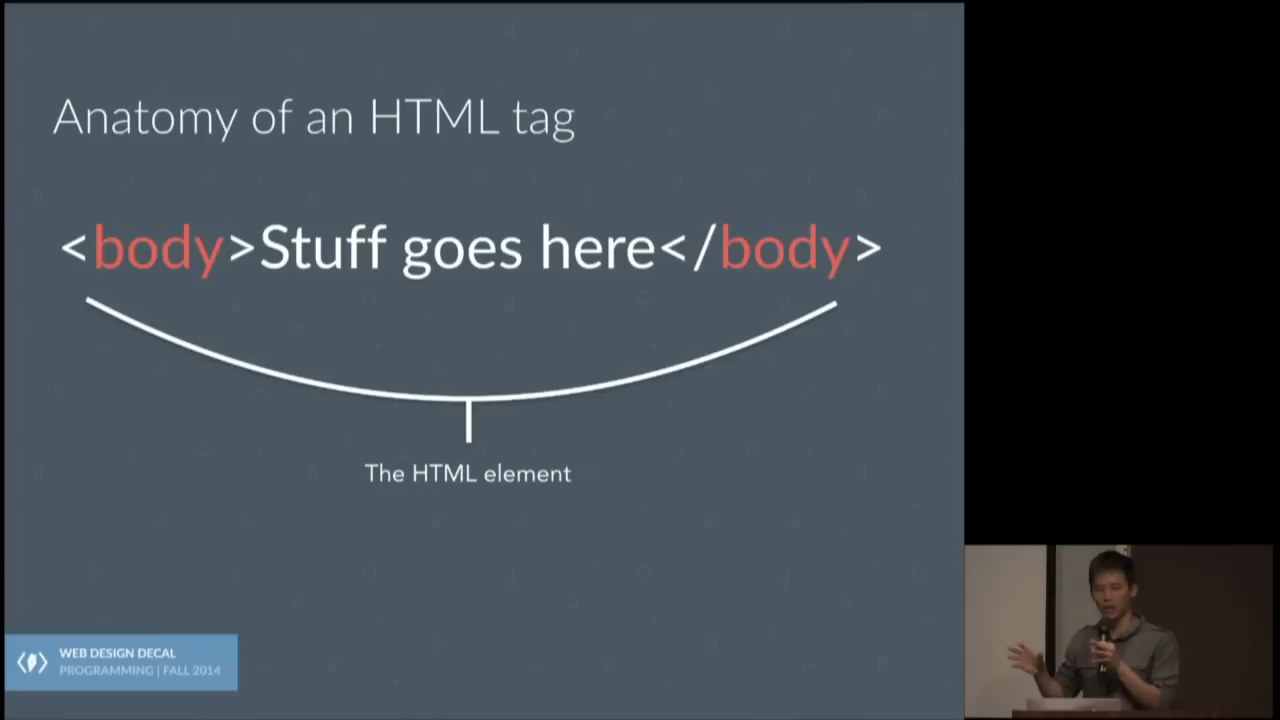 Anatomy of an HTML tag
<body>Stuff goes here</body>
The HTML element
WEB DESIGN DECAL
PROGRAMMING | FALL 2014